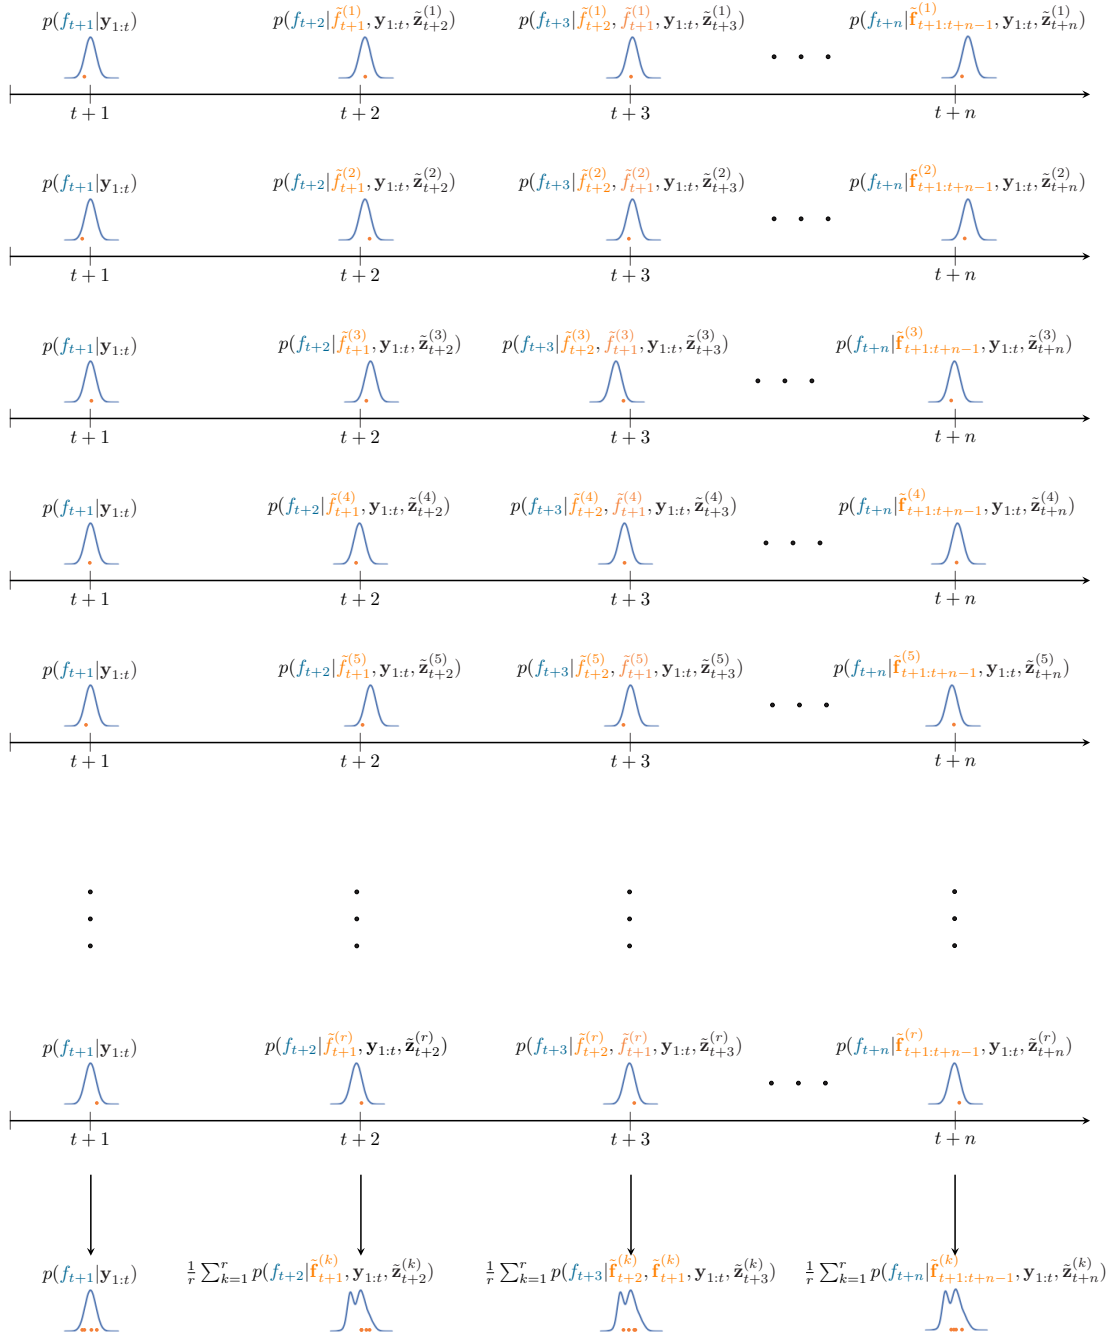 p(f_{t+1}|y_{1:t}) p(f_{t+2}|f̃_{t+1}^{(1)}, y_{1:t}, z̃_{t+2}^{(1)}) p(f_{t+3}|f̃_{t+2}^{(1)}, f̃_{t+1}^{(1)}, y_{1:t}, z̃_{t+3}^{(1)}) p(f_{t+n}|f̃_{t+1:t+n−1}^{(1)}, y_{1:t}, z̃_{t+n}^{(1)})
t + 1 t + 2 t + 3 t + n
p(f_{t+1}|y_{1:t}) p(f_{t+2}|f̃_{t+1}^{(2)}, y_{1:t}, z̃_{t+2}^{(2)}) p(f_{t+3}|f̃_{t+2}^{(2)}, f̃_{t+1}^{(2)}, y_{1:t}, z̃_{t+3}^{(2)}) p(f_{t+n}|f̃_{t+1:t+n−1}^{(2)}, y_{1:t}, z̃_{t+n}^{(2)})
t + 1 t + 2 t + 3 t + n
p(f_{t+1}|y_{1:t}) p(f_{t+2}|f̃_{t+1}^{(3)}, y_{1:t}, z̃_{t+2}^{(3)}) p(f_{t+3}|f̃_{t+2}^{(3)}, f̃_{t+1}^{(3)}, y_{1:t}, z̃_{t+3}^{(3)}) p(f_{t+n}|f̃_{t+1:t+n−1}^{(3)}, y_{1:t}, z̃_{t+n}^{(3)})
t + 1 t + 2 t + 3 t + n
p(f_{t+1}|y_{1:t}) p(f_{t+2}|f̃_{t+1}^{(4)}, y_{1:t}, z̃_{t+2}^{(4)}) p(f_{t+3}|f̃_{t+2}^{(4)}, f̃_{t+1}^{(4)}, y_{1:t}, z̃_{t+3}^{(4)}) p(f_{t+n}|f̃_{t+1:t+n−1}^{(4)}, y_{1:t}, z̃_{t+n}^{(4)})
t + 1 t + 2 t + 3 t + n
p(f_{t+1}|y_{1:t}) p(f_{t+2}|f̃_{t+1}^{(5)}, y_{1:t}, z̃_{t+2}^{(5)}) p(f_{t+3}|f̃_{t+2}^{(5)}, f̃_{t+1}^{(5)}, y_{1:t}, z̃_{t+3}^{(5)}) p(f_{t+n}|f̃_{t+1:t+n−1}^{(5)}, y_{1:t}, z̃_{t+n}^{(5)})
t + 1 t + 2 t + 3 t + n
p(f_{t+1}|y_{1:t}) p(f_{t+2}|f̃_{t+1}^{(r)}, y_{1:t}, z̃_{t+2}^{(r)}) p(f_{t+3}|f̃_{t+2}^{(r)}, f̃_{t+1}^{(r)}, y_{1:t}, z̃_{t+3}^{(r)}) p(f_{t+n}|f̃_{t+1:t+n−1}^{(r)}, y_{1:t}, z̃_{t+n}^{(r)})
t + 1 t + 2 t + 3 t + n
p(f_{t+1}|y_{1:t}) \frac{1}{r} ∑_{k=1}^{r} p(f_{t+2}|f̃_{t+1}^{(k)}, y_{1:t}, z̃_{t+2}^{(k)}) \frac{1}{r} ∑_{k=1}^{r} p(f_{t+3}|f̃_{t+2}^{(k)}, f̃_{t+1}^{(k)}, y_{1:t}, z̃_{t+3}^{(k)}) \frac{1}{r} ∑_{k=1}^{r} p(f_{t+n}|f̃_{t+1:t+n−1}^{(k)}, y_{1:t}, z̃_{t+n}^{(k)})